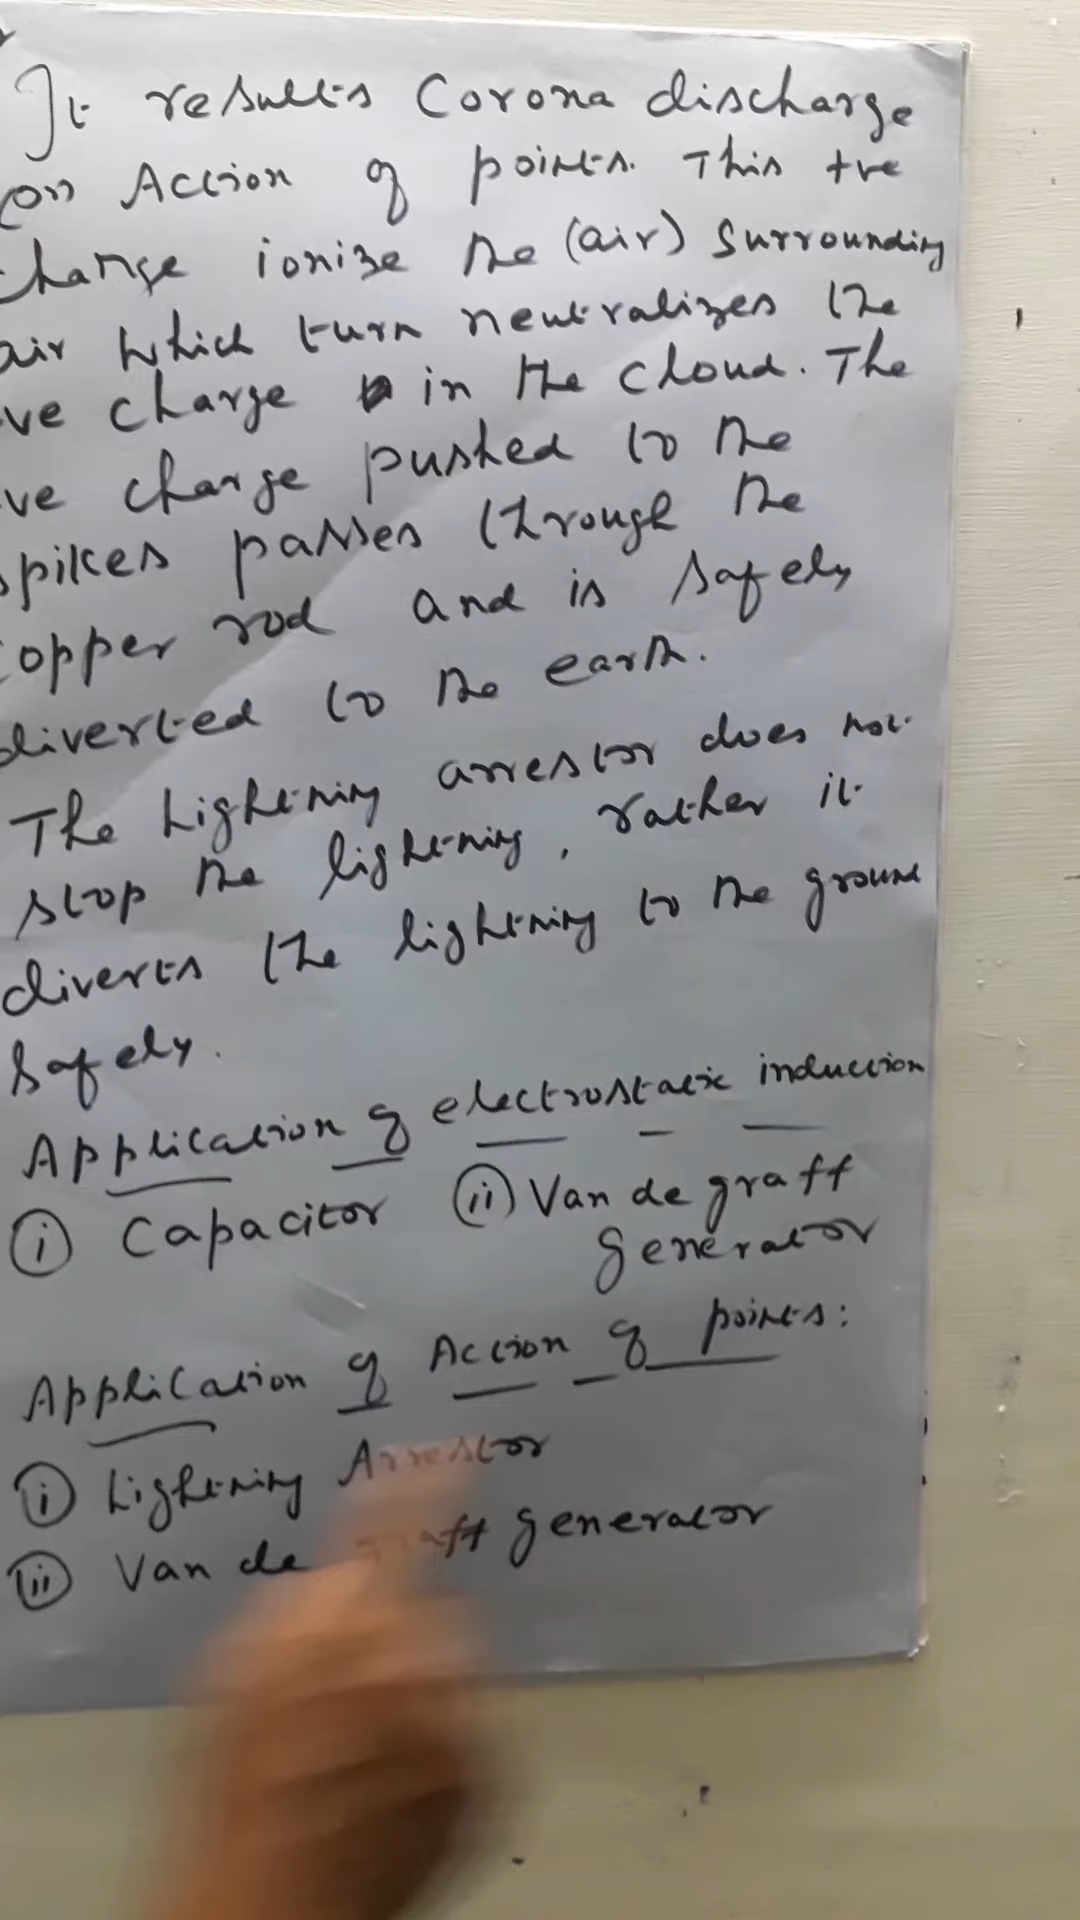 It results Corona discharge
(or) Action of points. This +ve
charge ionize the (air) surrounding
air which turn neutralizes the
-ve charge in the cloud. The
-ve charge pushed to the
spikes passes through the
copper rod and is safely
diverted to the earth.
The Lightning arrestor does not
stop the lightning, rather it
diverts the lightning to the ground
safely.
Application of electrostatic induction
(i) Capacitor (ii) Van de graff
generator
Application of Action of points:
(i) Lightning Arrestor
(ii) Van de graft generator